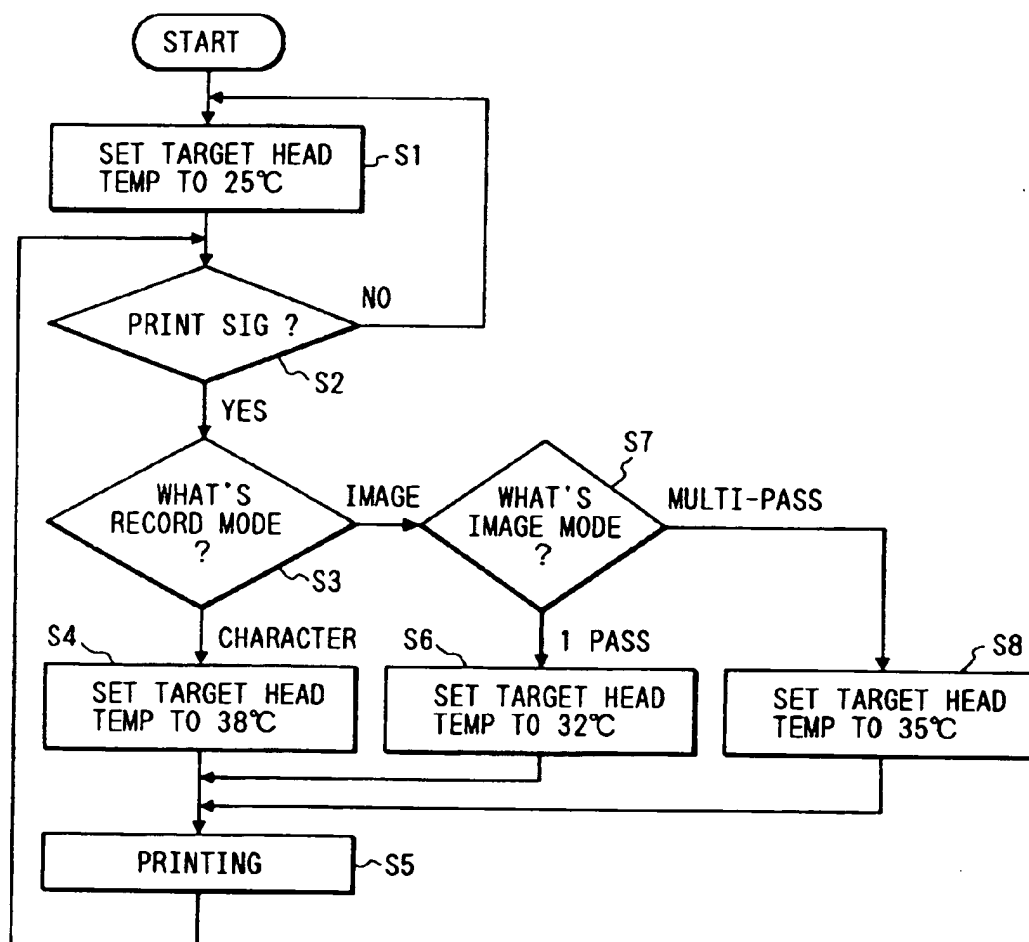 START
SET TARGET HEAD
TEMP TO 25℃
S1
PRINT SIG ?
NO
S2
YES
WHAT'S
RECORD MODE
?
S3
IMAGE
WHAT'S
IMAGE MODE
?
S7
MULTI-PASS
CHARACTER
S4
SET TARGET HEAD
TEMP TO 38℃
1 PASS
S6
SET TARGET HEAD
TEMP TO 32℃
S8
SET TARGET HEAD
TEMP TO 35℃
PRINTING
S5